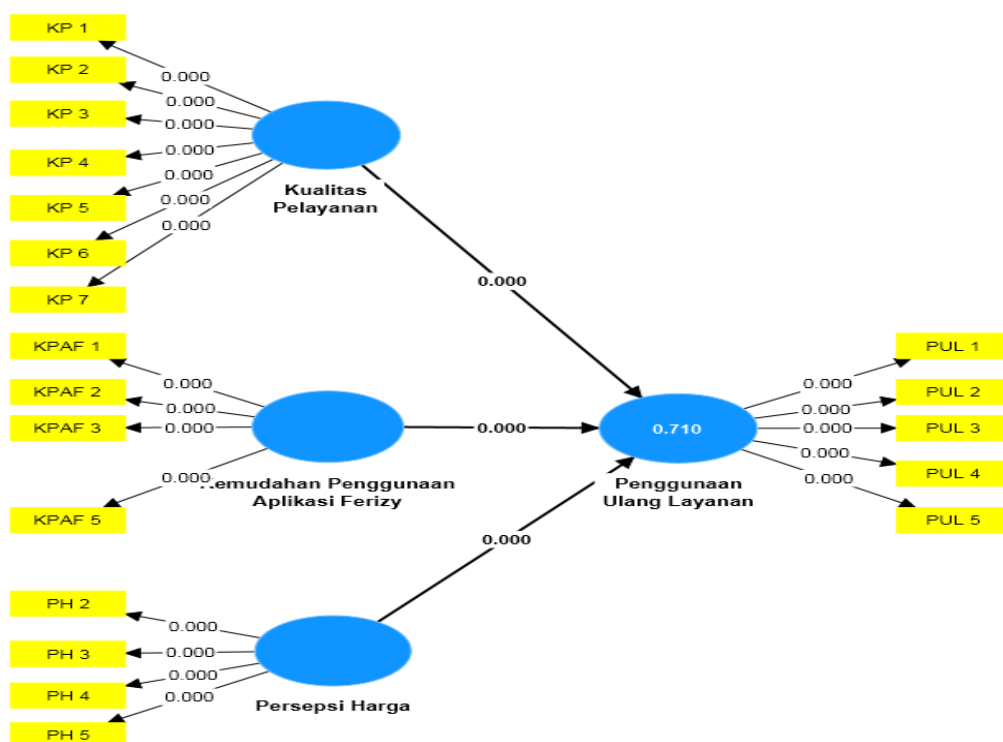 KP 1
KP 2
KP 3
KP 4
KP 5
KP 6
KP 7
0.000
0.000
0.000
0.000
0.000
0.000
0.000
Kualitas
Pelayanan
0.000
KPAF 1
KPAF 2
KPAF 3
KPAF 5
0.000
0.000
0.000
0.000
emudahan Penggunaan
Aplikasi Ferizy
0.000
PH 2
PH 3
PH 4
PH 5
0.000
0.000
0.000
0.000
Persepsi Harga
0.000
0.710
Penggunaan
Ulang Layanan
0.000
0.000
0.000
0.000
0.000
PUL 1
PUL 2
PUL 3
PUL 4
PUL 5